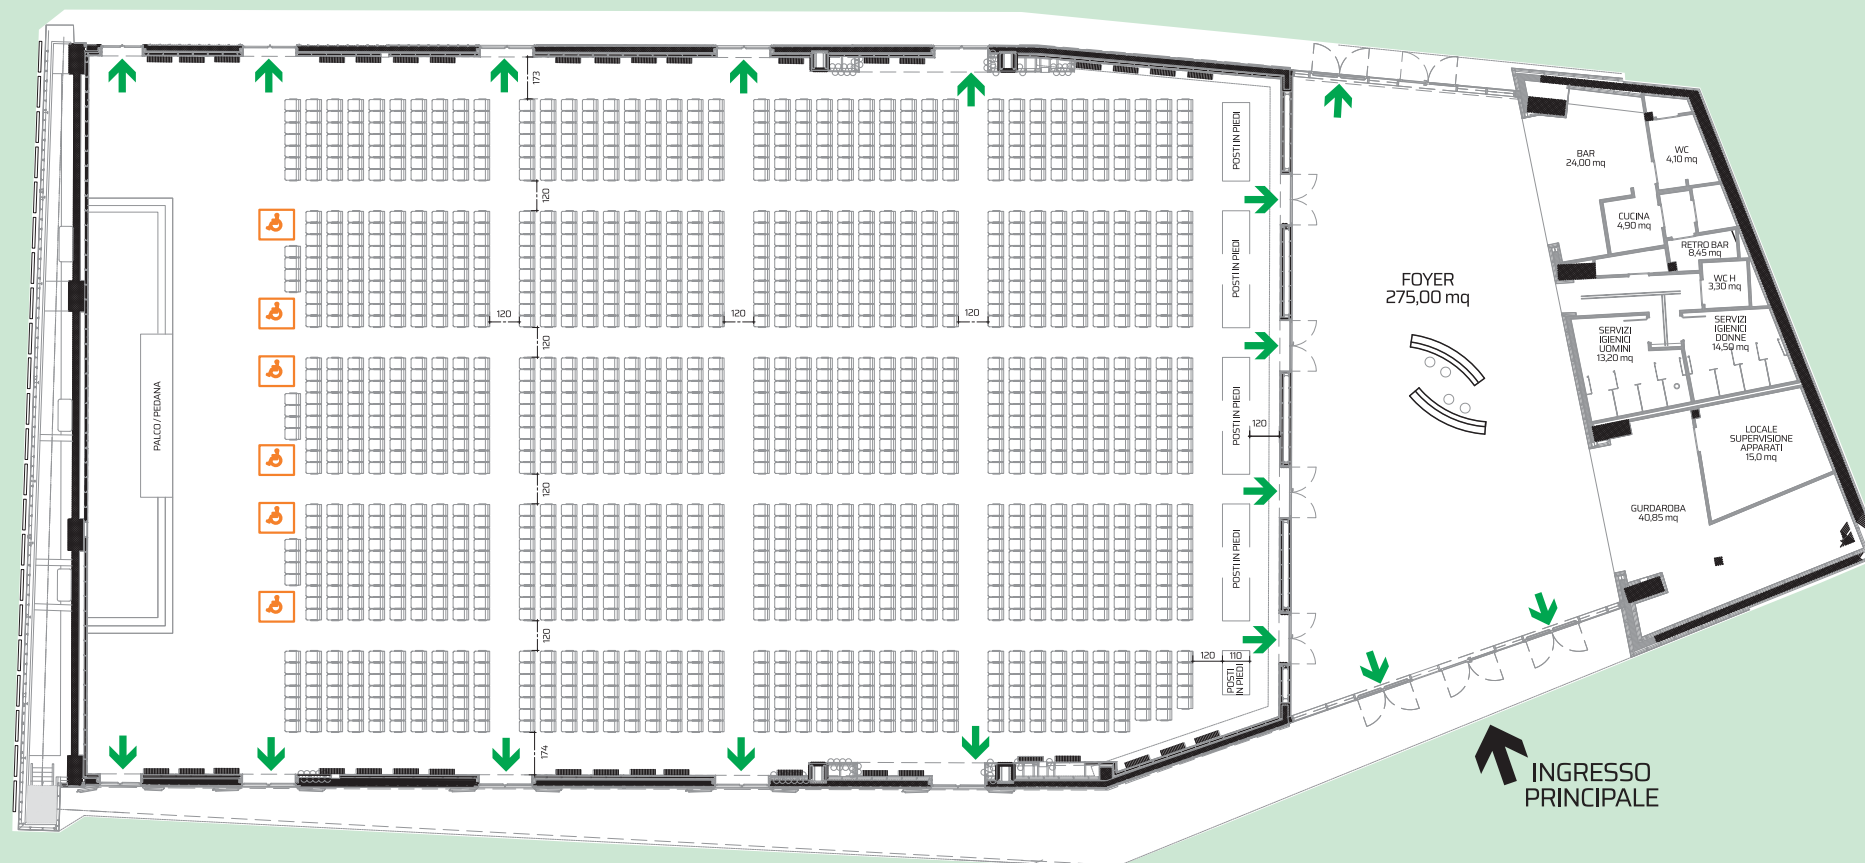 173
120
120
120
120
174
120
120
120
120
120
110
PALCO / PEDANA
POSTI IN PIEDI
POSTI IN PIEDI
POSTI IN PIEDI
POSTI IN PIEDI
POSTI
IN PIEDI
FOYER
275,00 mq
BAR
24,00 mq
WC
4,10 mq
CUCINA
4,90 mq
RETRO BAR
8,45 mq
WC H
3,30 mq
SERVIZI
IGIENICI
UOMINI
13,20 mq
SERVIZI
IGIENICI
DONNE
14,50 mq
LOCALE
SUPERVISIONE
APPARATI
15,0 mq
GURDAROBA
40,85 mq
INGRESSO
PRINCIPALE